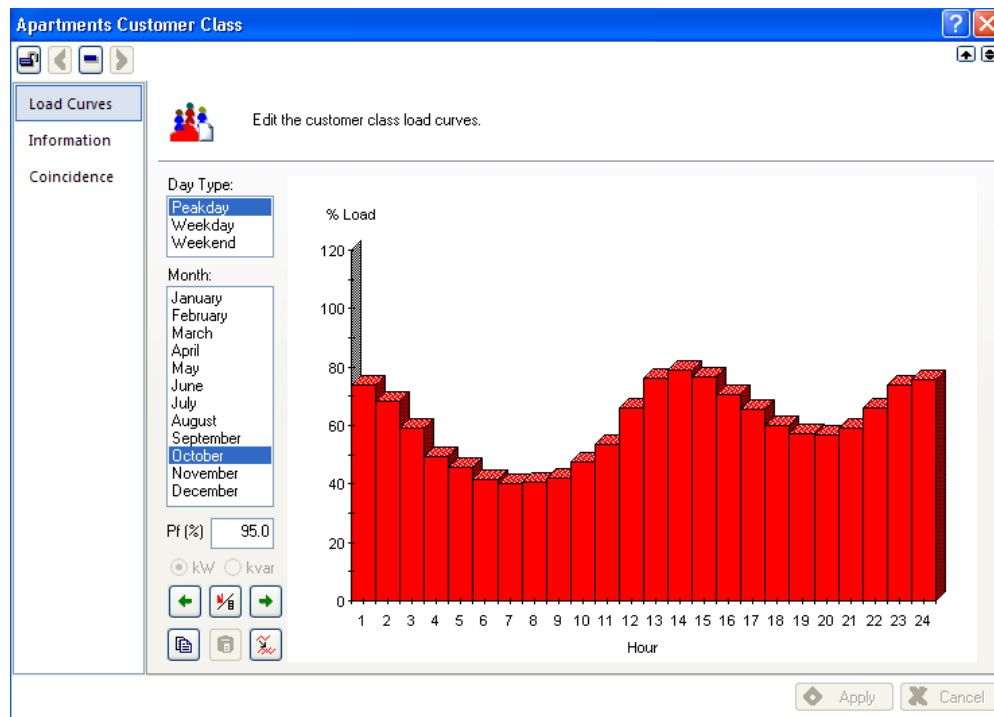 Apartments Customer Class
Load Curves
Information
Coincidence
Edit the customer class load curves.
Day Type:
Peakday
Weekday
Weekend
Month:
January
February
March
April
May
June
July
August
September
October
November
December
Pf (%) 95.0
kW kvar
% Load
120
100
80
60
40
20
0
1 2 3 4 5 6 7 8 9 10 11 12 13 14 15 16 17 18 19 20 21 22 23 24
Hour
Apply Cancel